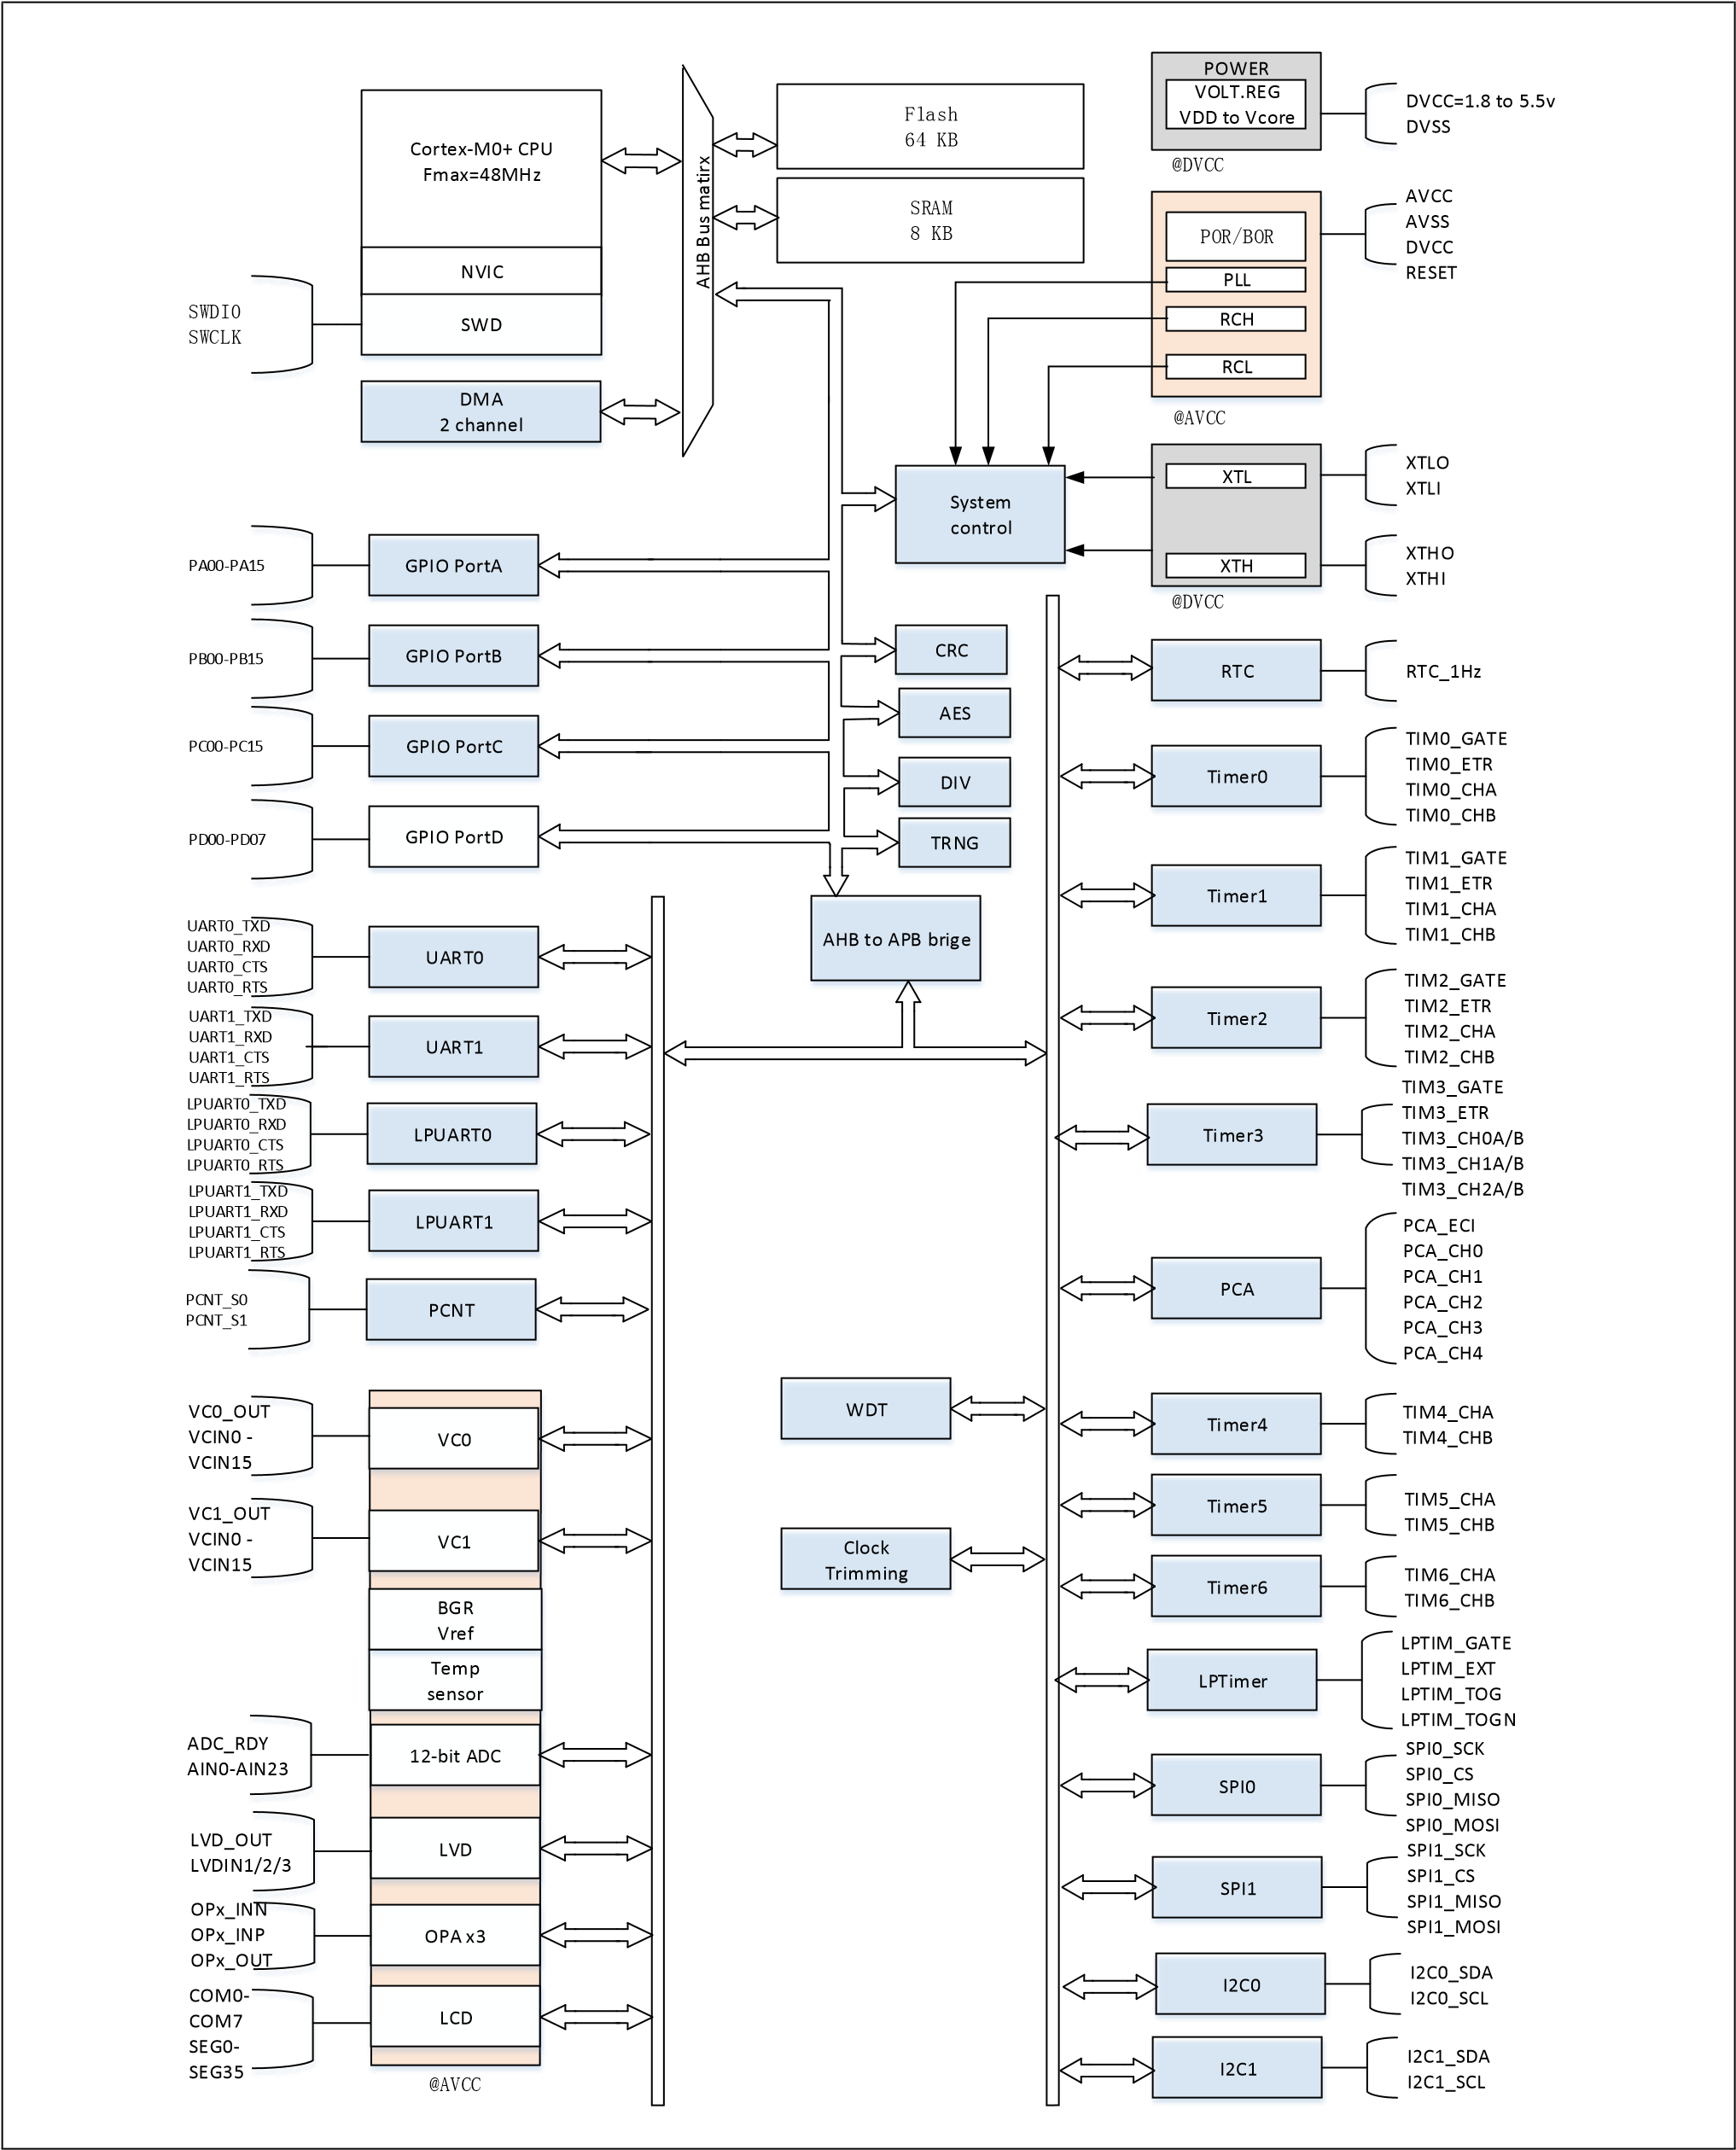 Cortex-M0+ CPU
Fmax=48MHz
NVIC
SWD
SWDIO
SWCLK
DMA
2 channel
AHB Bus matirx
Flash
64 KB
SRAM
8 KB
POWER
VOLT.REG
VDD to Vcore
@DVCC
DVCC=1.8 to 5.5v
DVSS
POR/BOR
PLL
RCH
RCL
@AVCC
AVCC
AVSS
DVCC
RESET
System
control
XTL
XTH
@DVCC
XTLO
XTLI
XTHO
XTHI
PA00-PA15
GPIO PortA
PB00-PB15
GPIO PortB
PC00-PC15
GPIO PortC
PD00-PD07
GPIO PortD
CRC
AES
DIV
TRNG
AHB to APB brige
UART0_TXD
UART0_RXD
UART0_CTS
UART0_RTS
UART0
UART1_TXD
UART1_RXD
UART1_CTS
UART1_RTS
UART1
LPUART0_TXD
LPUART0_RXD
LPUART0_CTS
LPUART0_RTS
LPUART0
LPUART1_TXD
LPUART1_RXD
LPUART1_CTS
LPUART1_RTS
LPUART1
PCNT_S0
PCNT_S1
PCNT
VC0_OUT
VCIN0 -
VCIN15
VC0
VC1_OUT
VCIN0 -
VCIN15
VC1
BGR
Vref
Temp
sensor
ADC_RDY
AIN0-AIN23
12-bit ADC
LVD_OUT
LVDIN1/2/3
LVD
OPx_INN
OPx_INP
OPx_OUT
OPA x3
COM0-
COM7
SEG0-
SEG35
LCD
@AVCC
WDT
Clock
Trimming
RTC
RTC_1Hz
Timer0
TIM0_GATE
TIM0_ETR
TIM0_CHA
TIM0_CHB
Timer1
TIM1_GATE
TIM1_ETR
TIM1_CHA
TIM1_CHB
Timer2
TIM2_GATE
TIM2_ETR
TIM2_CHA
TIM2_CHB
Timer3
TIM3_GATE
TIM3_ETR
TIM3_CH0A/B
TIM3_CH1A/B
TIM3_CH2A/B
PCA
PCA_ECI
PCA_CH0
PCA_CH1
PCA_CH2
PCA_CH3
PCA_CH4
Timer4
TIM4_CHA
TIM4_CHB
Timer5
TIM5_CHA
TIM5_CHB
Timer6
TIM6_CHA
TIM6_CHB
LPTimer
LPTIM_GATE
LPTIM_EXT
LPTIM_TOG
LPTIM_TOGN
SPI0
SPI0_SCK
SPI0_CS
SPI0_MISO
SPI0_MOSI
SPI1
SPI1_SCK
SPI1_CS
SPI1_MISO
SPI1_MOSI
I2C0
I2C0_SDA
I2C0_SCL
I2C1
I2C1_SDA
I2C1_SCL